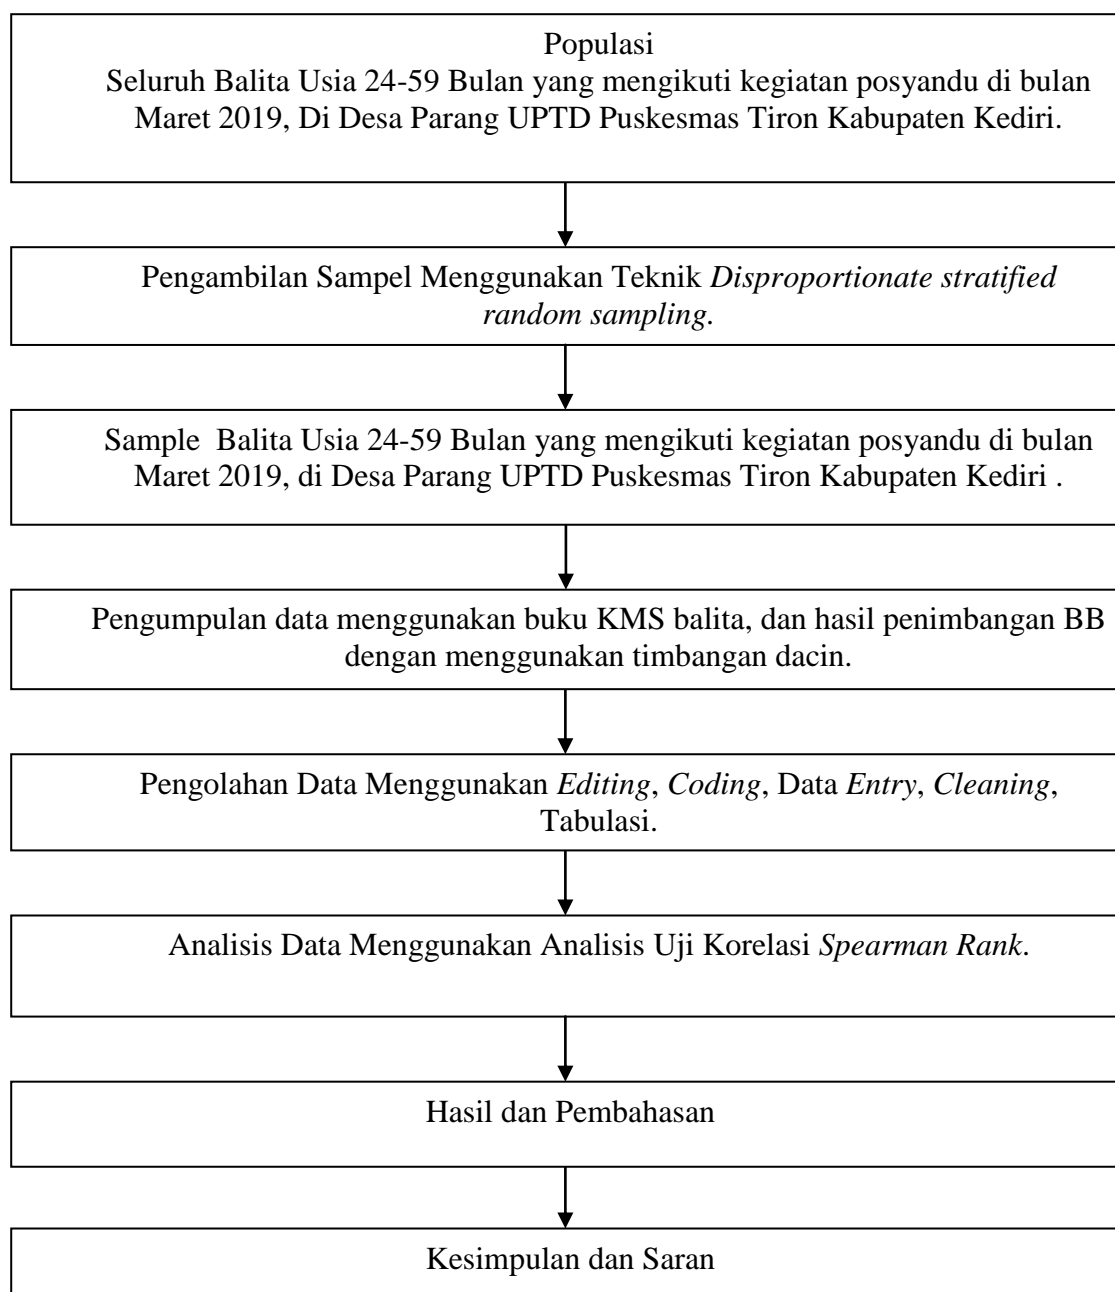 Populasi
Seluruh Balita Usia 24-59 Bulan yang mengikuti kegiatan posyandu di bulan
Maret 2019, Di Desa Parang UPTD Puskesmas Tiron Kabupaten Kediri.
Pengambilan Sampel Menggunakan Teknik Disproportionate stratified
random sampling.
Sample Balita Usia 24-59 Bulan yang mengikuti kegiatan posyandu di bulan
Maret 2019, di Desa Parang UPTD Puskesmas Tiron Kabupaten Kediri .
Pengumpulan data menggunakan buku KMS balita, dan hasil penimbangan BB
dengan menggunakan timbangan dacin.
Pengolahan Data Menggunakan Editing, Coding, Data Entry, Cleaning,
Tabulasi.
Analisis Data Menggunakan Analisis Uji Korelasi Spearman Rank.
Hasil dan Pembahasan
Kesimpulan dan Saran